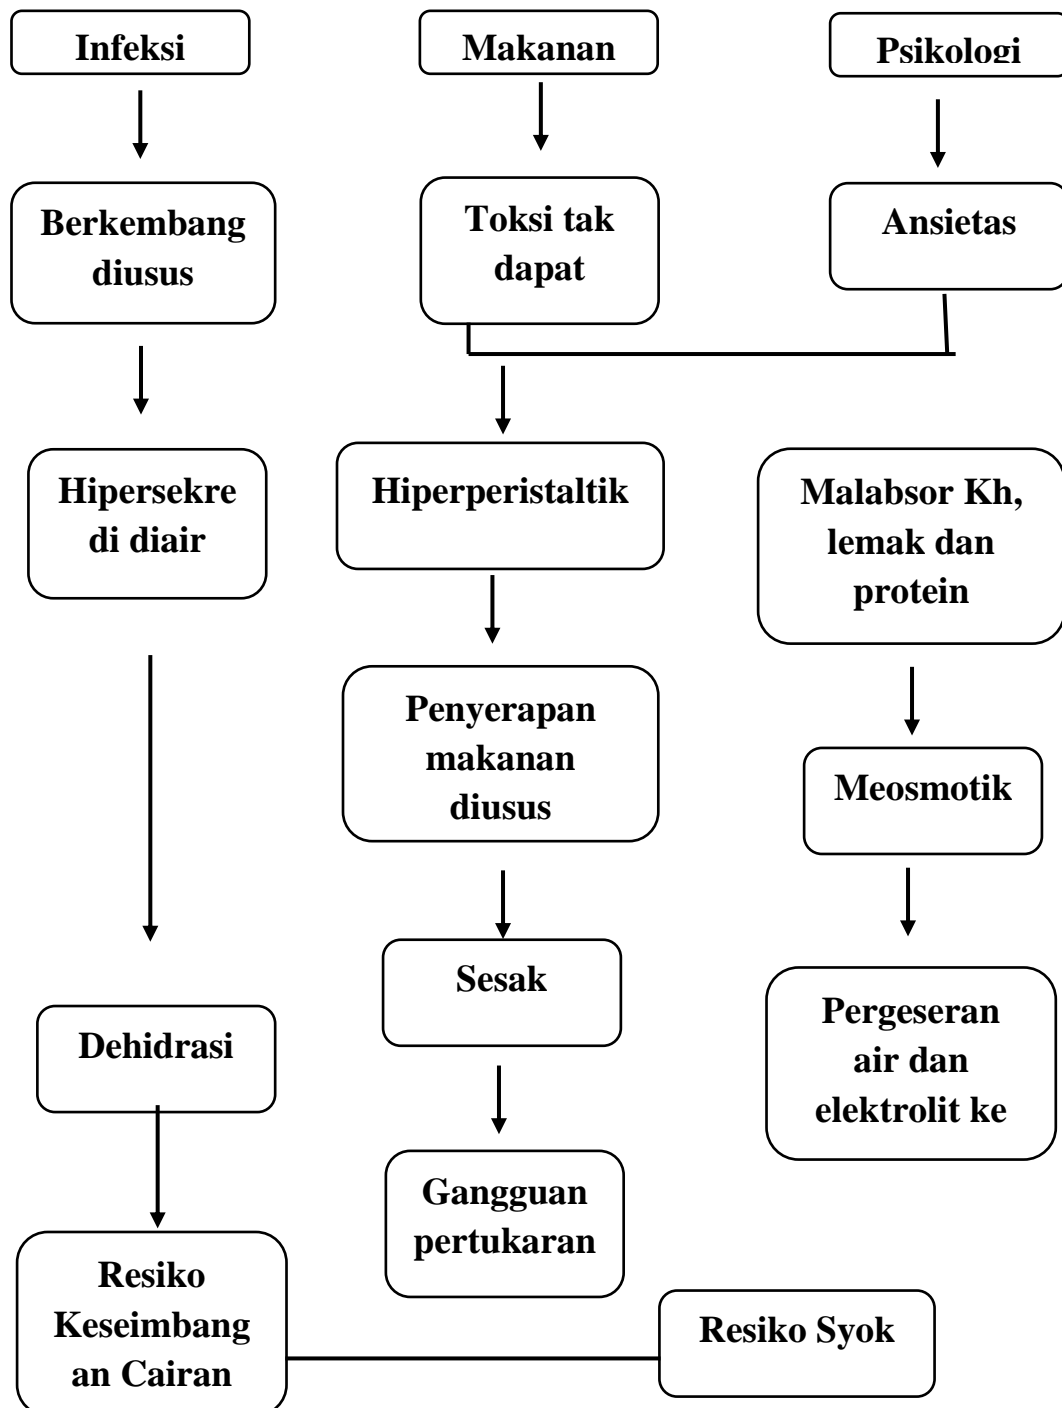 Infeksi
Makanan
Psikologi
Berkembang
diusus
Toksi tak
dapat
Ansietas
Hipersekre
di diair
Hiperperistaltik
Malabsor Kh,
lemak dan
protein
Penyerapan
makanan
diusus
Meosmotik
Sesak
Pergeseran
air dan
elektrolit ke
Dehidrasi
Gangguan
pertukaran
Resiko
Keseimbang
an Cairan
Resiko Syok